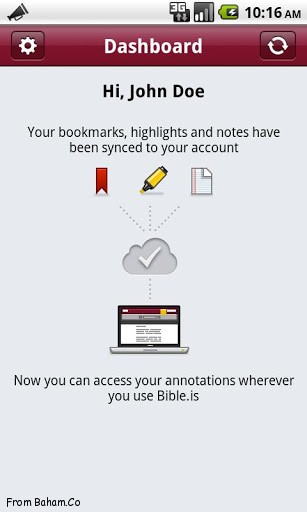 3G
10:16 AM
Dashboard
Hi, John Doe
Your bookmarks, highlights and notes have
been synced to your account
Now you can access your annotations wherever
you use Bible.is
From Baham.Co